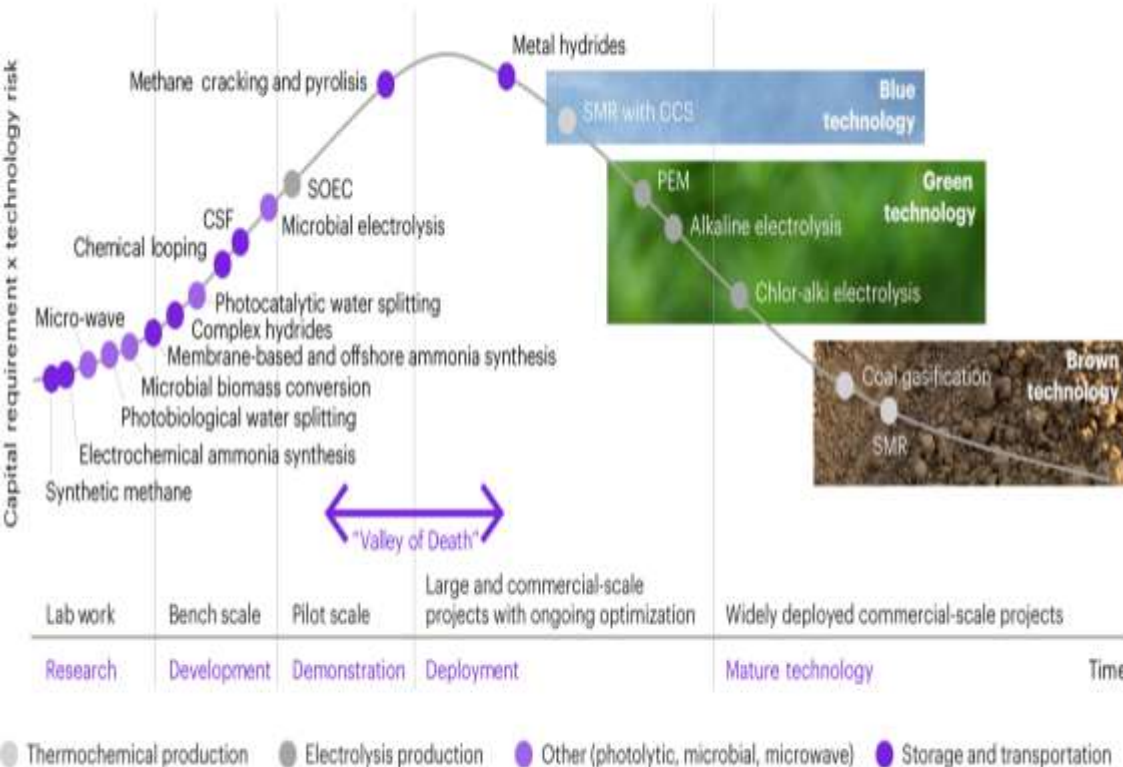 Capital requirement x technology risk
Metal hydrides
Methane cracking and pyrolisis
Blue
technology
SMR with CCS
SOEC
PEM
Green
technology
CSF
Microbial electrolysis
Alkaline electrolysis
Chemical looping
Chlor-alki electrolysis
Photocatalytic water splitting
Micro-wave
Complex hydrides
Membrane-based and offshore ammonia synthesis
Brown
technology
Coal gasification
Microbial biomass conversion
Photobiological water splitting
SMR
Electrochemical ammonia synthesis
Synthetic methane
"Valley of Death"
Large and commercial-scale
projects with ongoing optimization
Lab work
Bench scale
Pilot scale
Widely deployed commercial-scale projects
Research
Development
Demonstration
Deployment
Mature technology
Time
Thermochemical production
Electrolysis production
Other (photolytic, microbial, microwave)
Storage and transportation